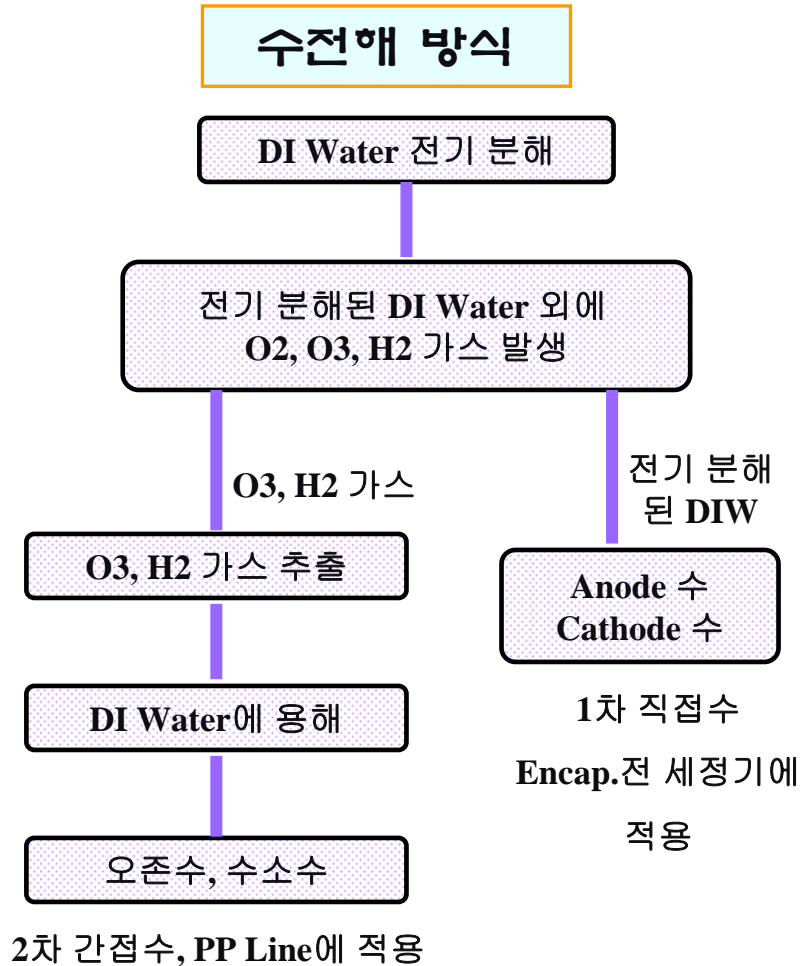 수전해 방식
DI Water 전기 분해
전기 분해된 DI Water 외에
O2, O3, H2 가스 발생
O3, H2 가스
O3, H2 가스 추출
DI Water에 용해
오존수, 수소수
2차 간접수, PP Line에 적용
전기 분해
된 DIW
Anode 수
Cathode 수
1차 직접수
Encap.전 세정기에
적용